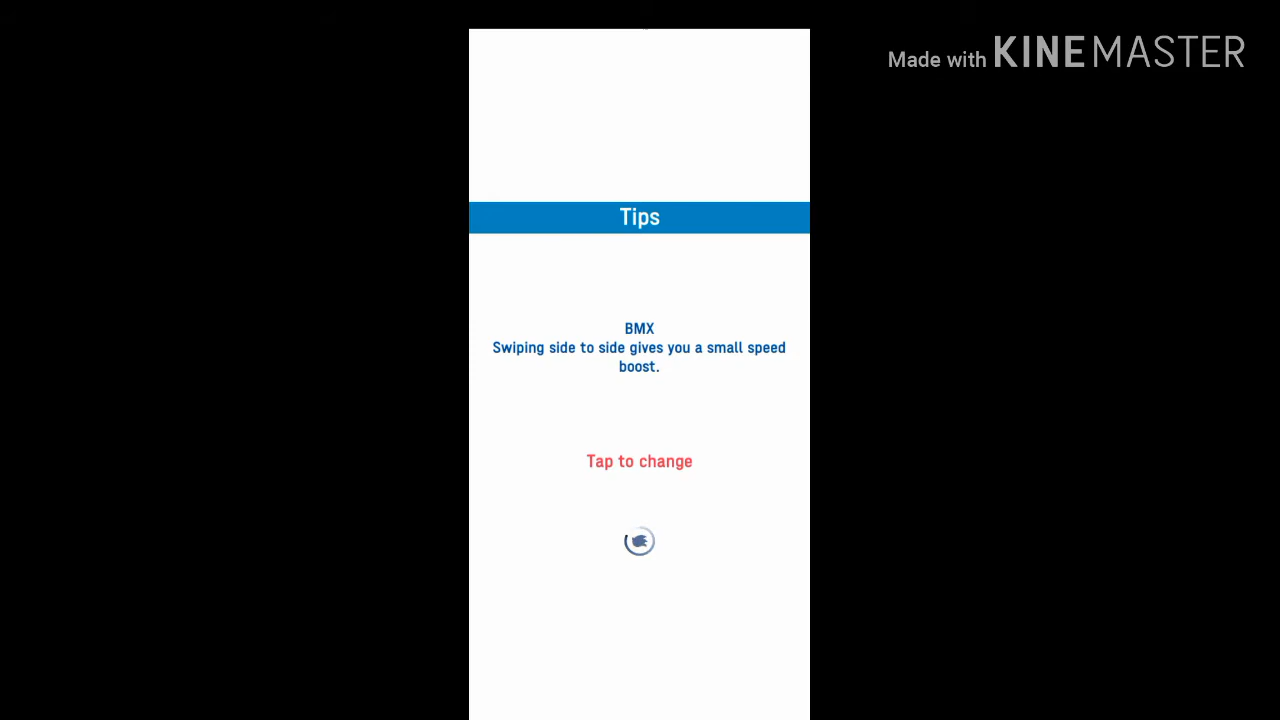 Made with KINEMASTER
Tips
BMX
Swiping side to side gives you a small speed
boost.
Tap to change